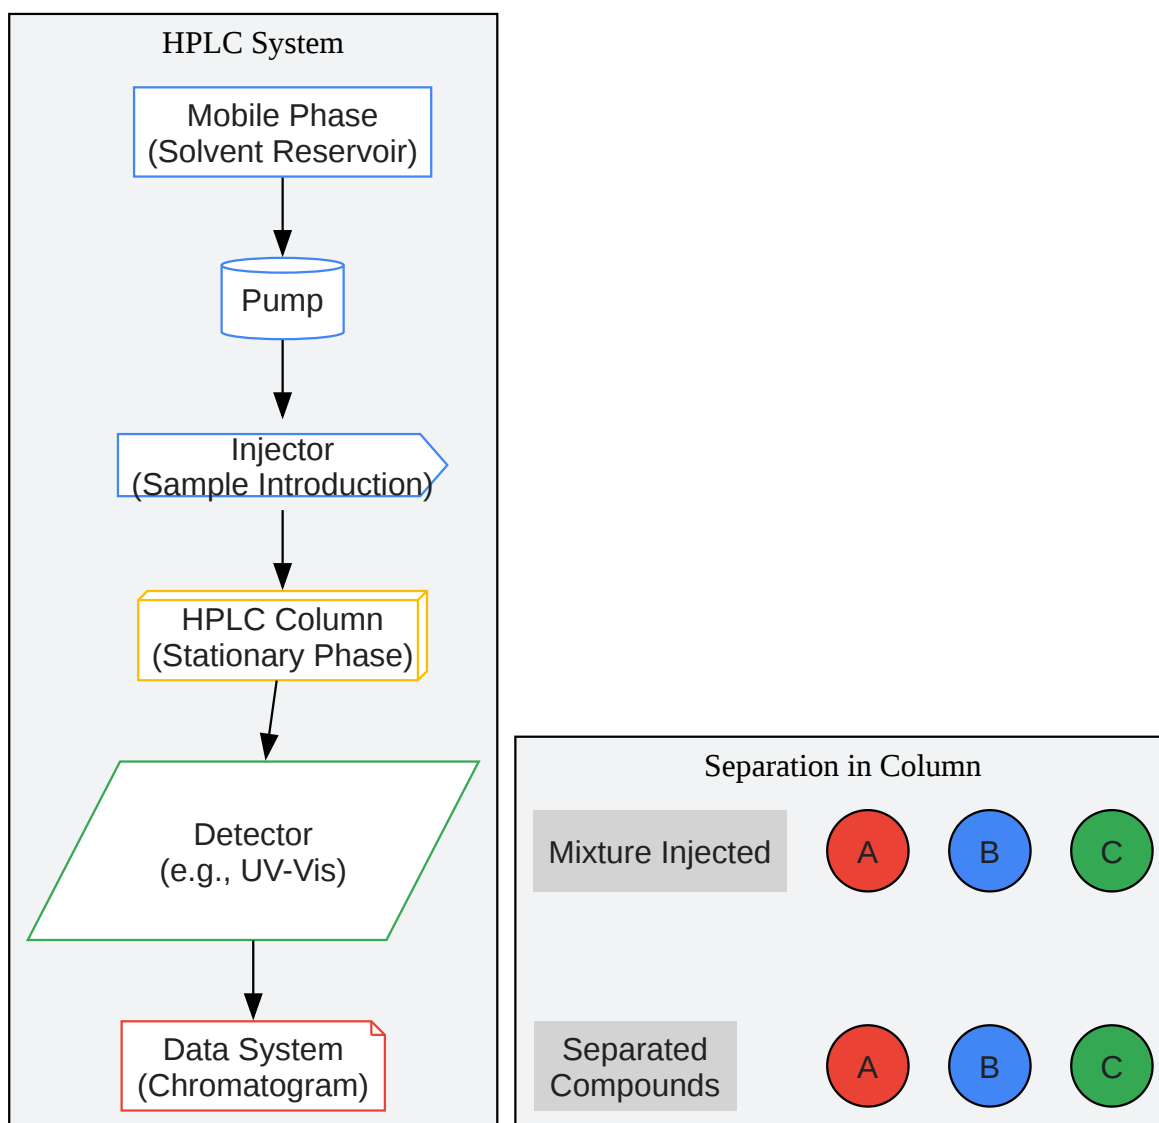 HPLC System
Mobile Phase
(Solvent Reservoir)
Pump
Injector
(Sample Introduction)
HPLC Column
(Stationary Phase)
Detector
(e.g., UV-Vis)
Data System
(Chromatogram)
Separation in Column
Mixture Injected
A
B
C
Separated
Compounds
A
B
C